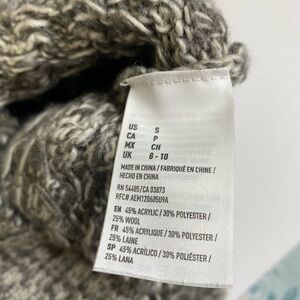 US S
CA P
MX CH
UK 8 - 10
MADE IN CHINA / FABRIQUÉ EN CHINE /
HECHO EN CHINA
RN 54485/CA 03873
RFC# AEM120605U9A
EN 45% ACRYLIC / 30% POLYESTER /
25% WOOL
FR 45% ACRYLIQUE / 30% POLYESTER /
25% LAINE
SP 45% ACRÍLICO / 30% POLIÉSTER /
25% LANA